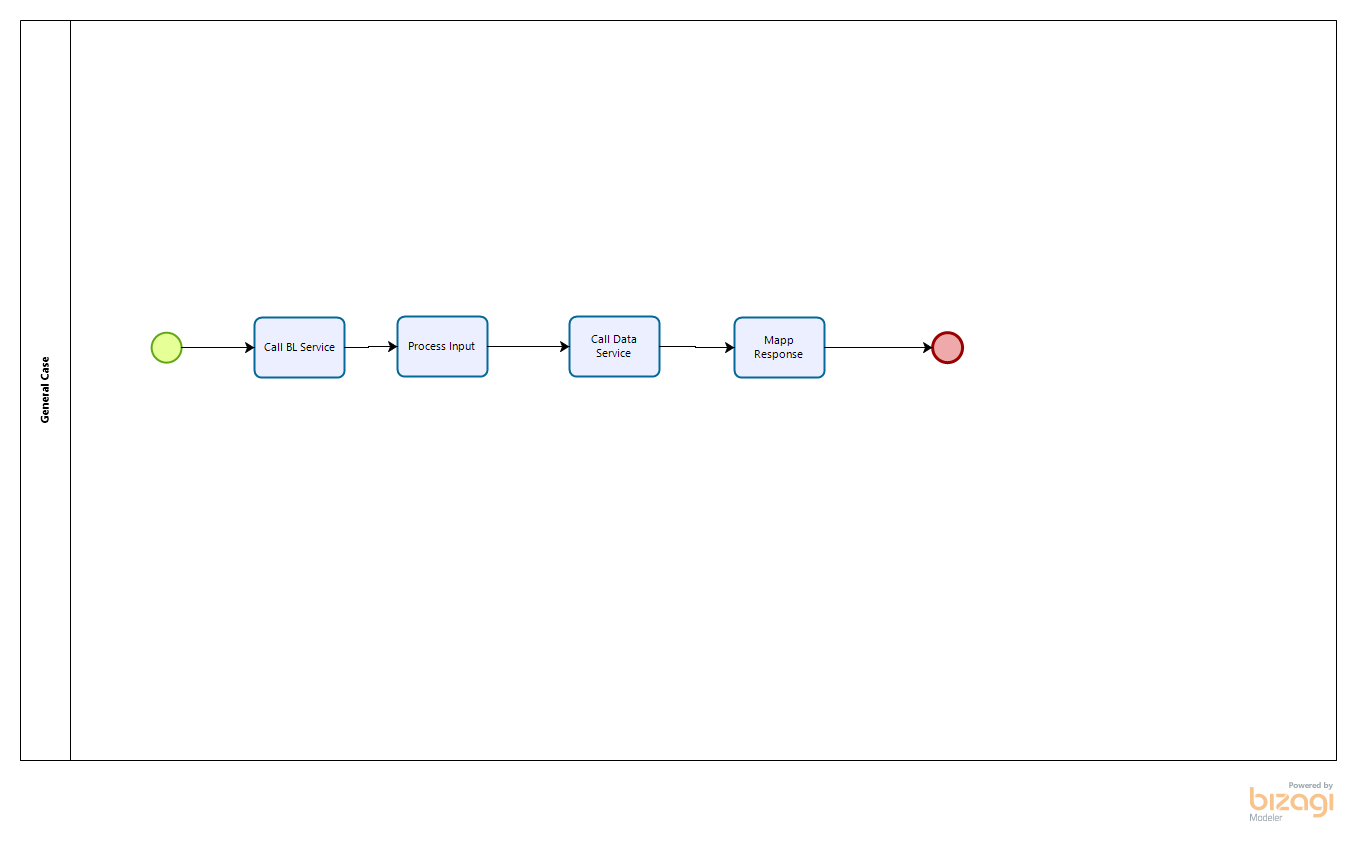 General Case
Call BL Service
Process Input
Call Data
Service
Mapp
Response
Powered by
bizagi
Modeler